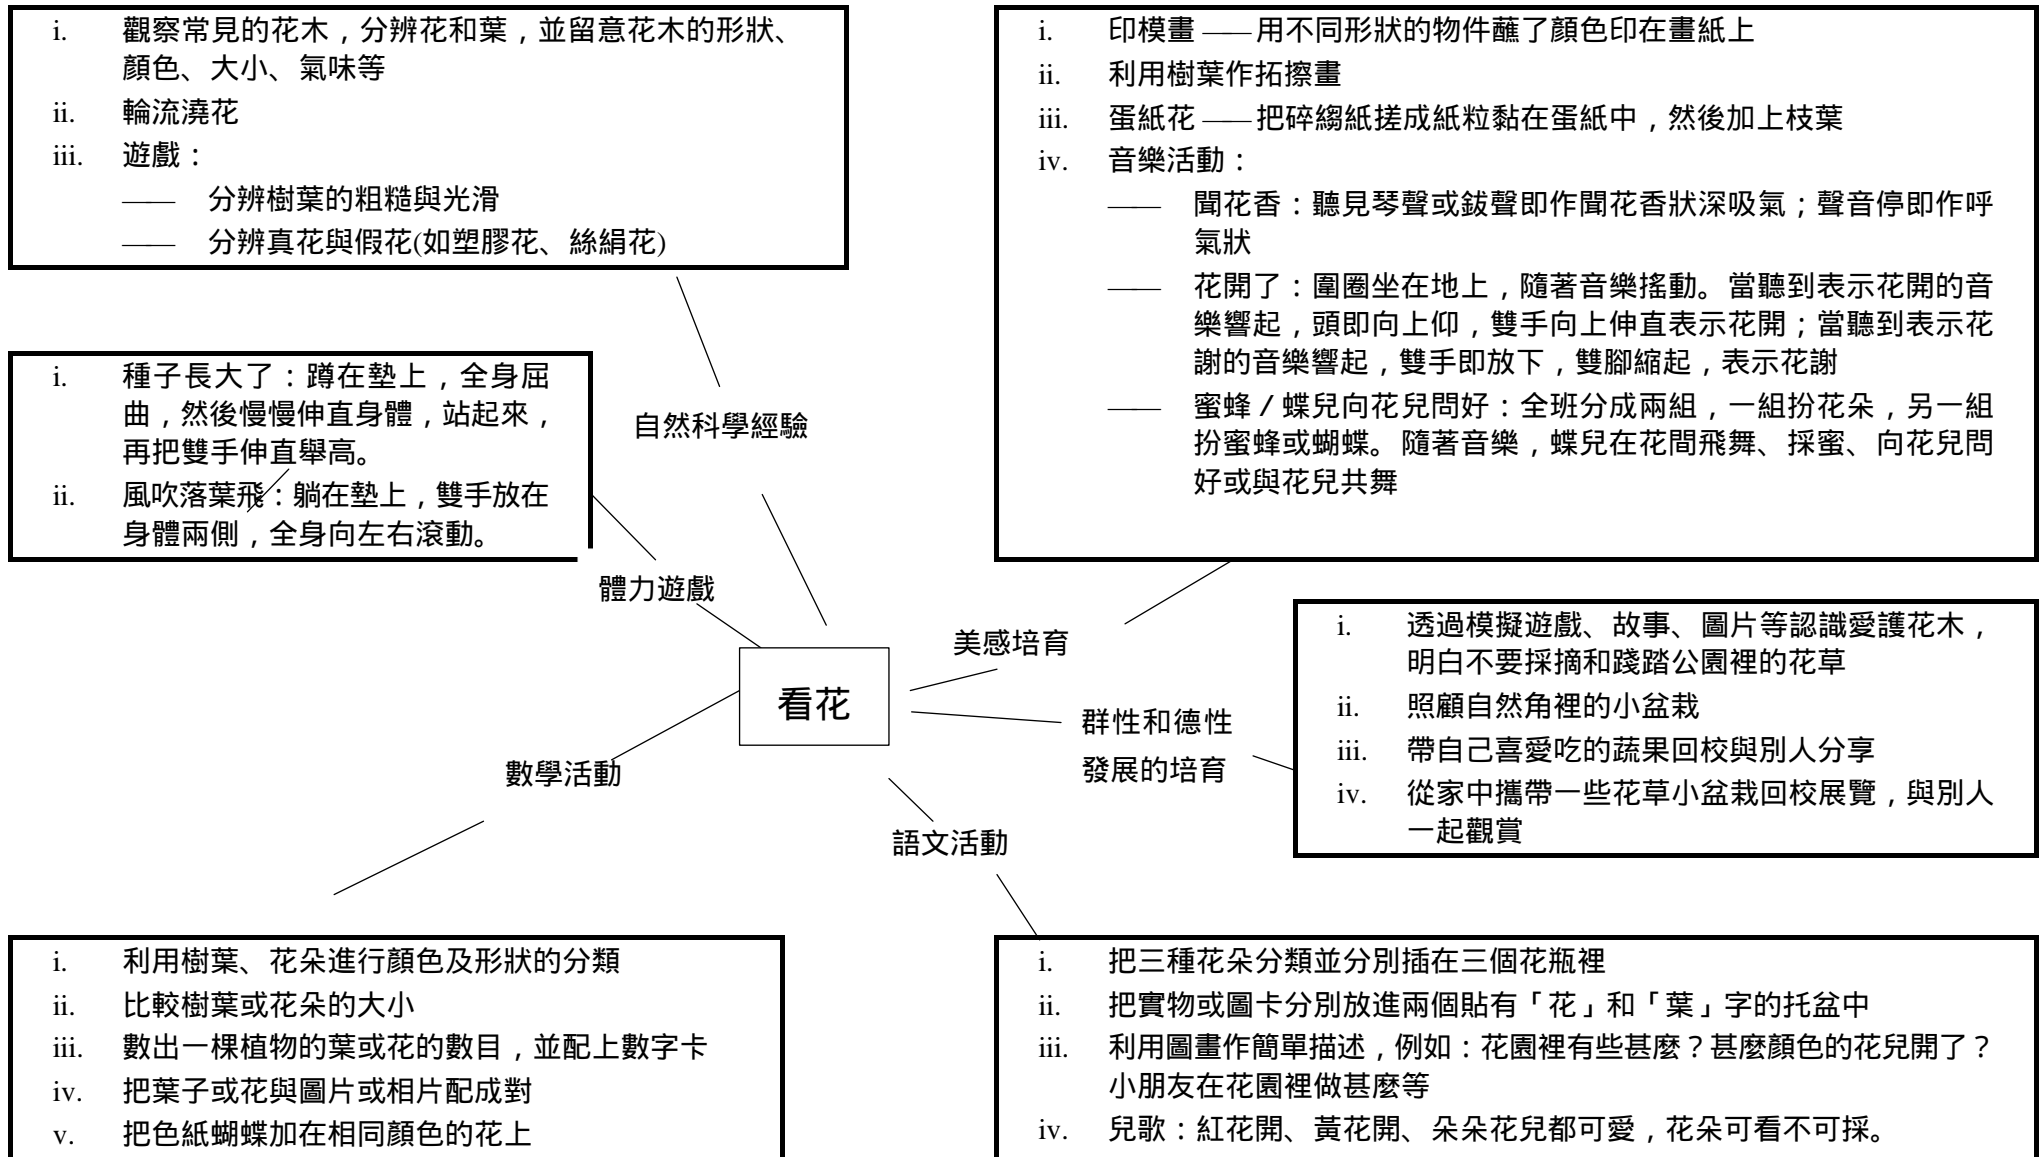 i. 觀察常見的花木，分辨花和葉，並留意花木的形狀、
顏色、大小、氣味等
ii. 輪流澆花
iii. 遊戲：
—— 分辨樹葉的粗糙與光滑
—— 分辨真花與假花(如塑膠花、絲絹花)
i. 印模畫 —— 用不同形狀的物件蘸了顏色印在畫紙上
ii. 利用樹葉作拓擦畫
iii. 蛋紙花 —— 把碎縐紙搓成紙粒黏在蛋紙中，然後加上枝葉
iv. 音樂活動：
—— 聞花香：聽見琴聲或鈸聲即作聞花香狀深吸氣；聲音停即作呼
氣狀
—— 花開了：圍圈坐在地上，隨著音樂搖動。當聽到表示花開的音
樂響起，頭即向上仰，雙手向上伸直表示花開；當聽到表示花
謝的音樂響起，雙手即放下，雙腳縮起，表示花謝
—— 蜜蜂／蝶兒向花兒問好：全班分成兩組，一組扮花朵，另一組
扮蜜蜂或蝴蝶。隨著音樂，蝶兒在花間飛舞、採蜜、向花兒問
好或與花兒共舞
i. 種子長大了：蹲在墊上，全身屈
曲，然後慢慢伸直身體，站起來，
再把雙手伸直舉高。
ii. 風吹落葉飛：躺在墊上，雙手放在
身體兩側，全身向左右滾動。
自然科學經驗
體力遊戲
美感培育
看花
群性和德性
發展的培育
數學活動
語文活動
i. 透過模擬遊戲、故事、圖片等認識愛護花木，
明白不要採摘和踐踏公園裡的花草
ii. 照顧自然角裡的小盆栽
iii. 帶自己喜愛吃的蔬果回校與別人分享
iv. 從家中攜帶一些花草小盆栽回校展覽，與別人
一起觀賞
i. 利用樹葉、花朵進行顏色及形狀的分類
ii. 比較樹葉或花朵的大小
iii. 數出一棵植物的葉或花的數目，並配上數字卡
iv. 把葉子或花與圖片或相片配成對
v. 把色紙蝴蝶加在相同顏色的花上
i. 把三種花朵分類並分別插在三個花瓶裡
ii. 把實物或圖卡分別放進兩個貼有「花」和「葉」字的托盆中
iii. 利用圖畫作簡單描述，例如：花園裡有些甚麼？甚麼顏色的花兒開了？
小朋友在花園裡做甚麼等
iv. 兒歌：紅花開、黃花開、朵朵花兒都可愛，花朵可看不可採。